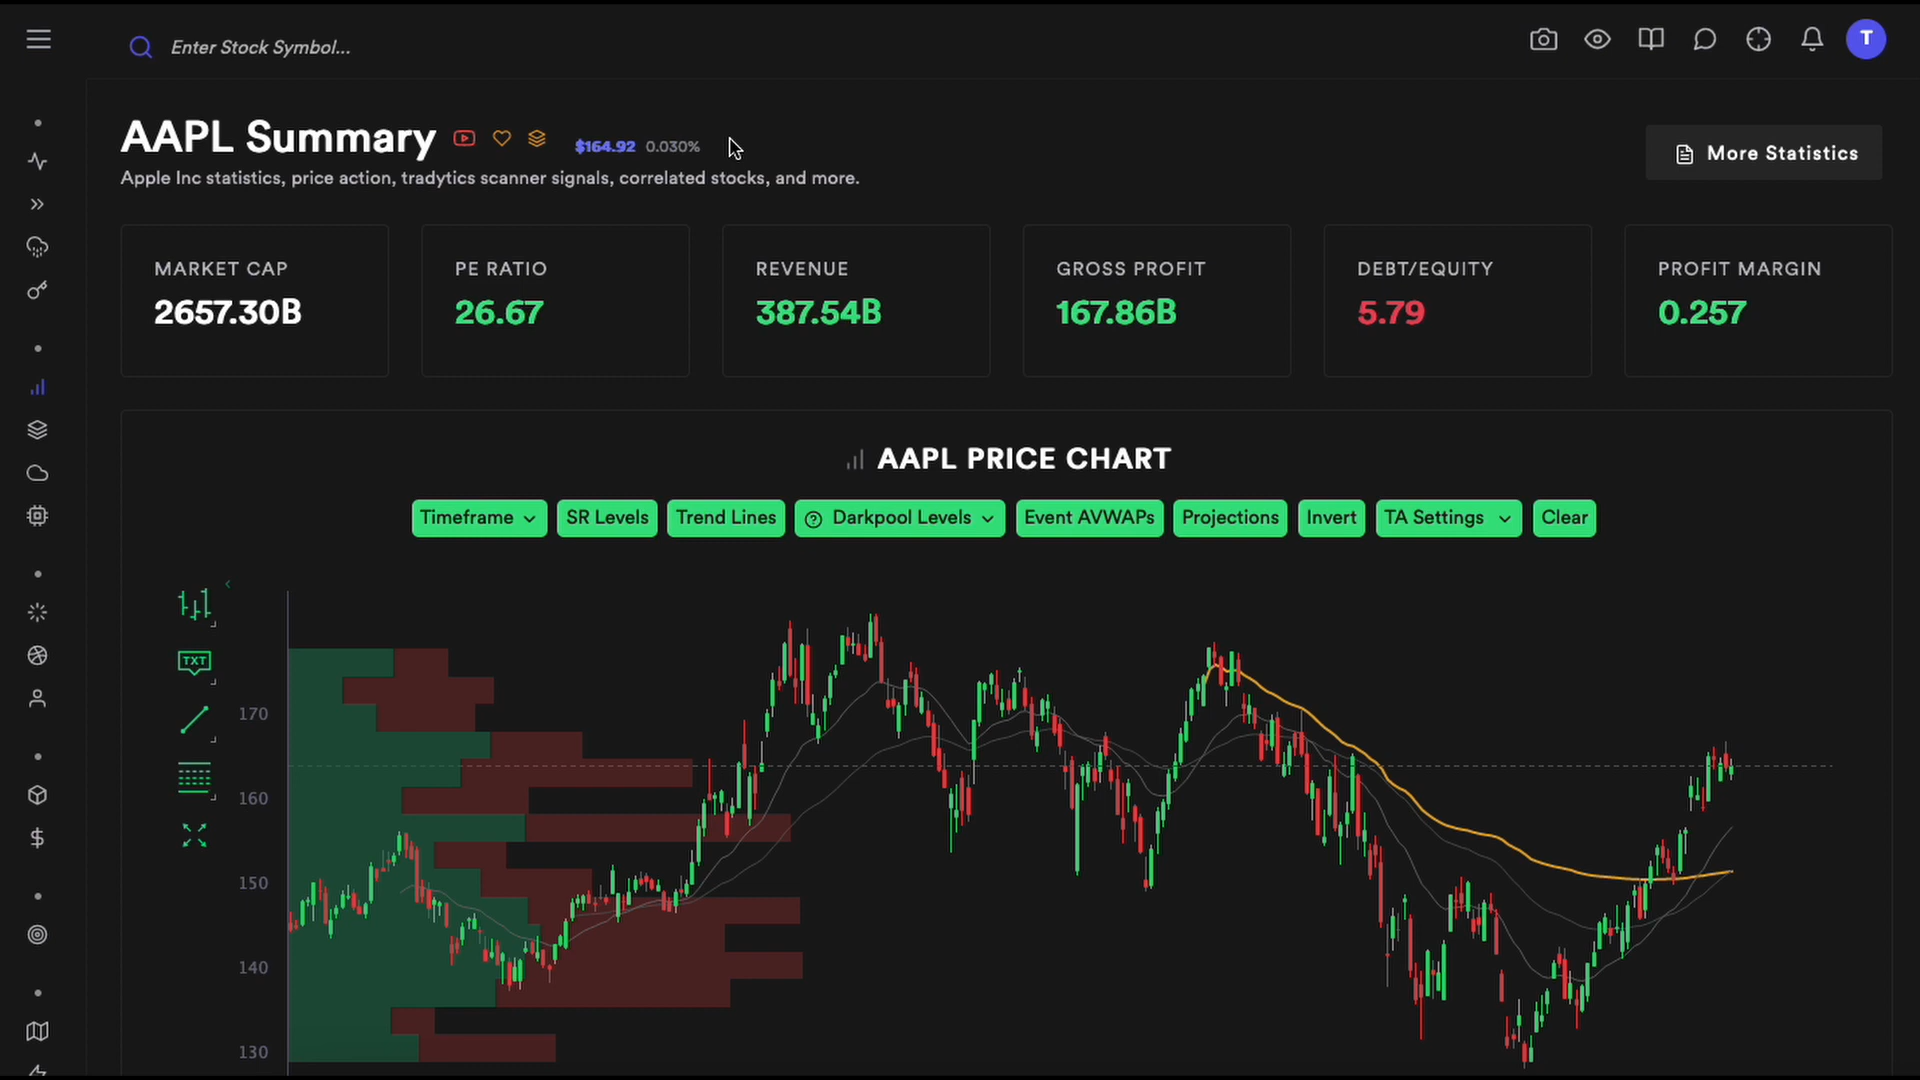 Enter Stock Symbol...
T
AAPL Summary
$164.92 0.030%
Apple Inc statistics, price action, tradytics scanner signals, correlated stocks, and more.
More Statistics
MARKET CAP
2657.30B
PE RATIO
26.67
REVENUE
387.54B
GROSS PROFIT
167.86B
DEBT/EQUITY
5.79
PROFIT MARGIN
0.257
AAPL PRICE CHART
Timeframe
SR Levels
Trend Lines
Darkpool Levels
Event AVWAPs
Projections
Invert
TA Settings
Clear
TXT
170
160
150
140
130